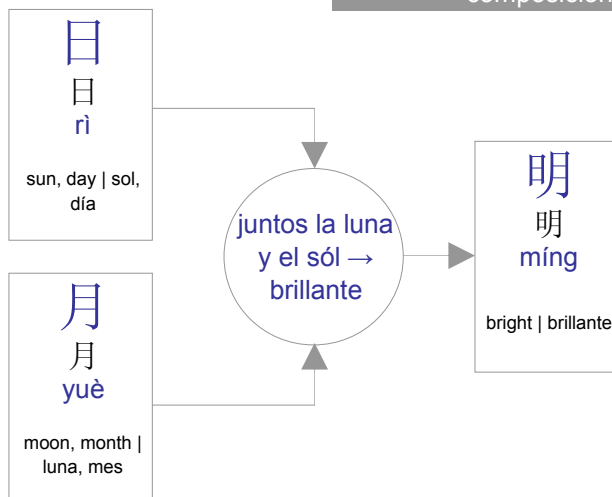 composición
日
日
rì
sun, day | sol,
día
月
月
yuè
moon, month |
luna, mes
juntos la luna
y el sól →
brillante
明
明
míng
bright | brillante